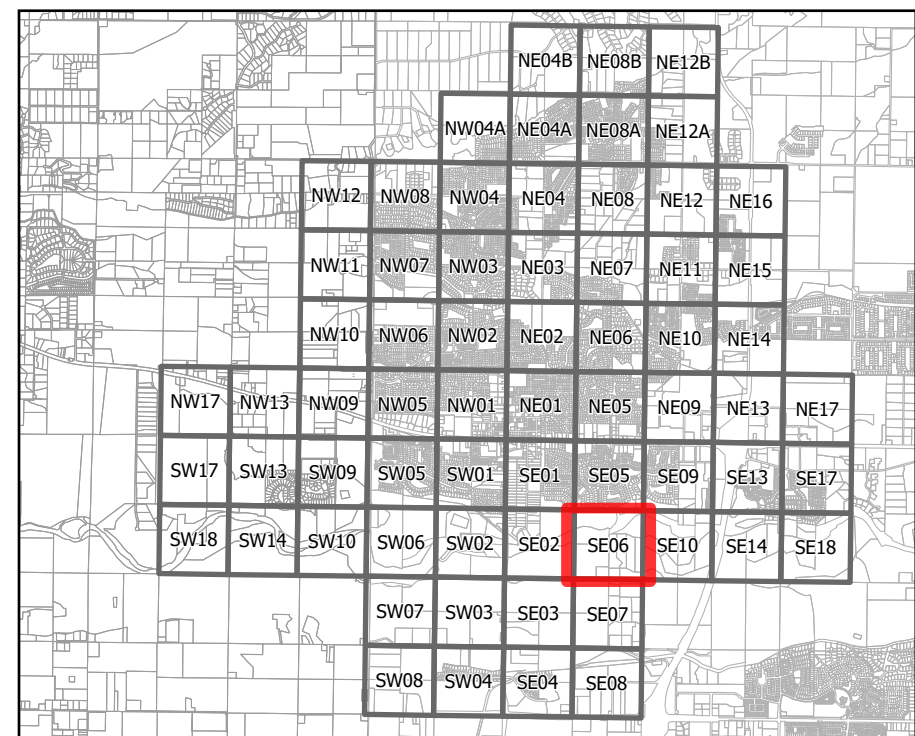 NE04B NE08B NE12B
NW04A NE04A NE08A NE12A
NW12 NW08 NW04 NE04 NE08 NE12 NE16
NW11 NW07 NW03 NE03 NE07 NE11 NE15
NW10 NW06 NW02 NE02 NE06 NE10 NE14
NW17 NW13 NW09 NW05 NW01 NE01 NE05 NE09 NE13 NE17
SW17 SW13 SW09 SW05 SW01 SE01 SE05 SE09 SE13 SE17
SW18 SW14 SW10 SW06 SW02 SE02 SE06 SE10 SE14 SE18
SW07 SW03 SE03 SE07
SW08 SW04 SE04 SE08